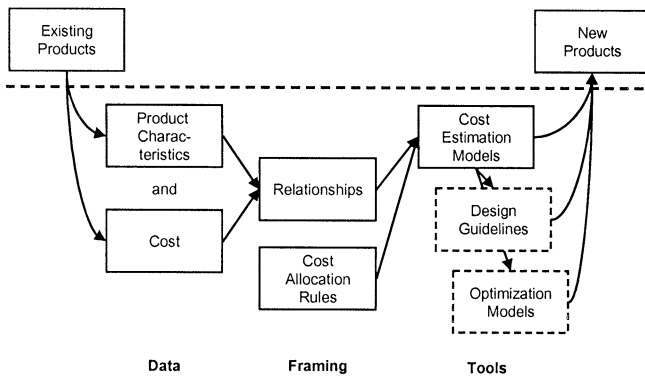 Existing
Products
New
Products
Product
Charac-
teristics
and
Cost
Relationships
Cost
Allocation
Rules
Cost
Estimation
Models
Design
Guidelines
Optimization
Models
Data
Framing
Tools